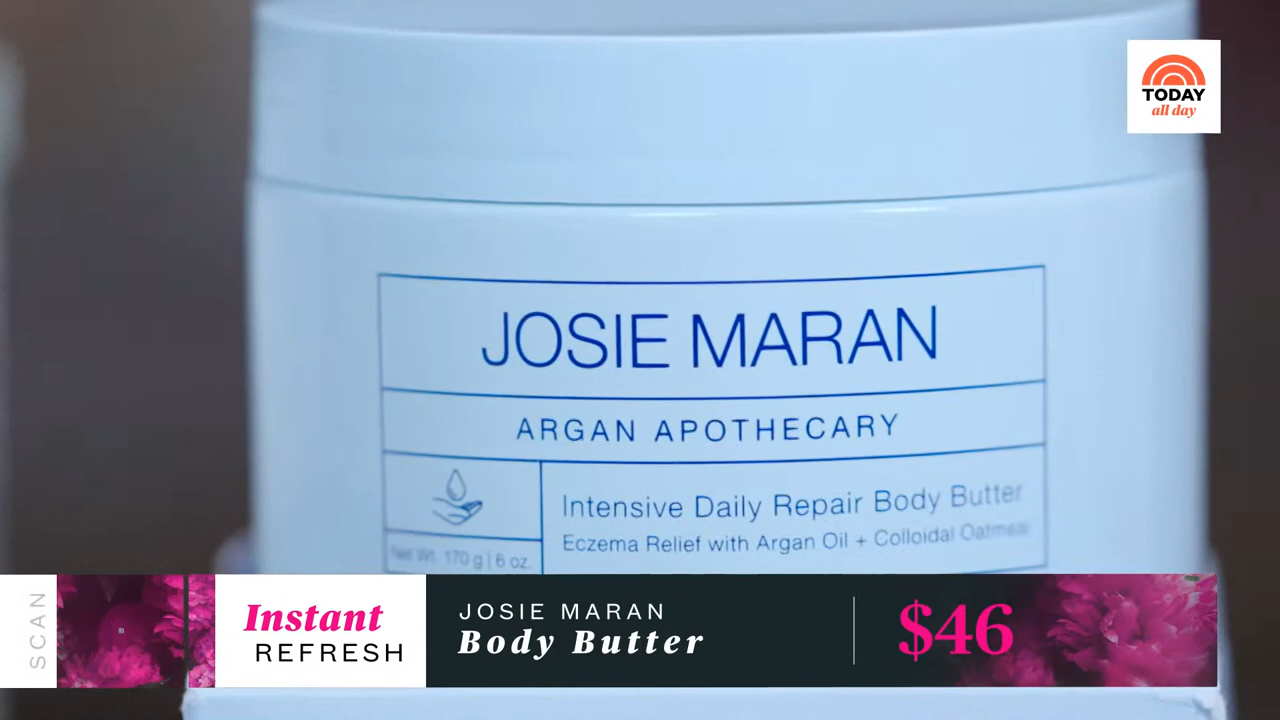 TODAY
all day
JOSIE MARAN
ARGAN APOTHECARY
Intensive Daily Repair Body Butter
Eczema Relief with Argan Oil + Colloidal Oatmeal
Net Wt. 170 g | 6 oz.
SCAN
Instant
REFRESH
JOSIE MARAN
Body Butter
$46